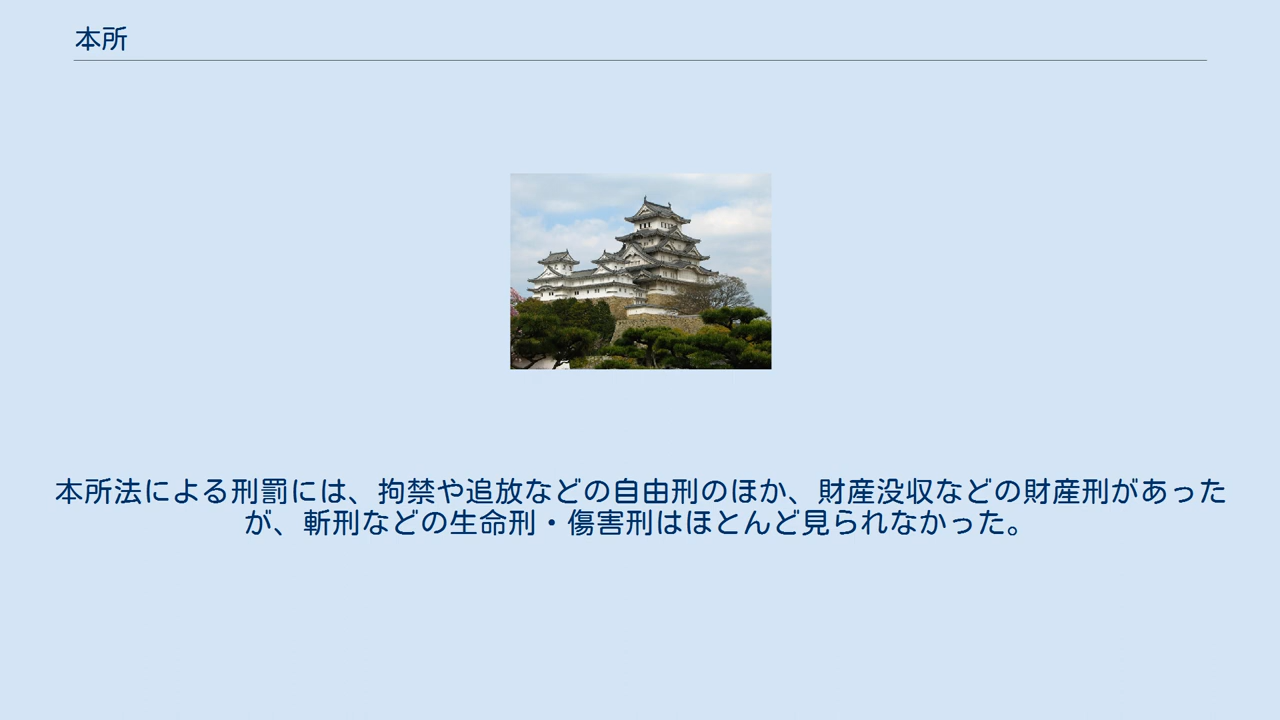 本所
本所法による刑罰には、拘禁や追放などの自由刑のほか、財産没収などの財産刑があった
が、斬刑などの生命刑・傷害刑はほとんど見られなかった。